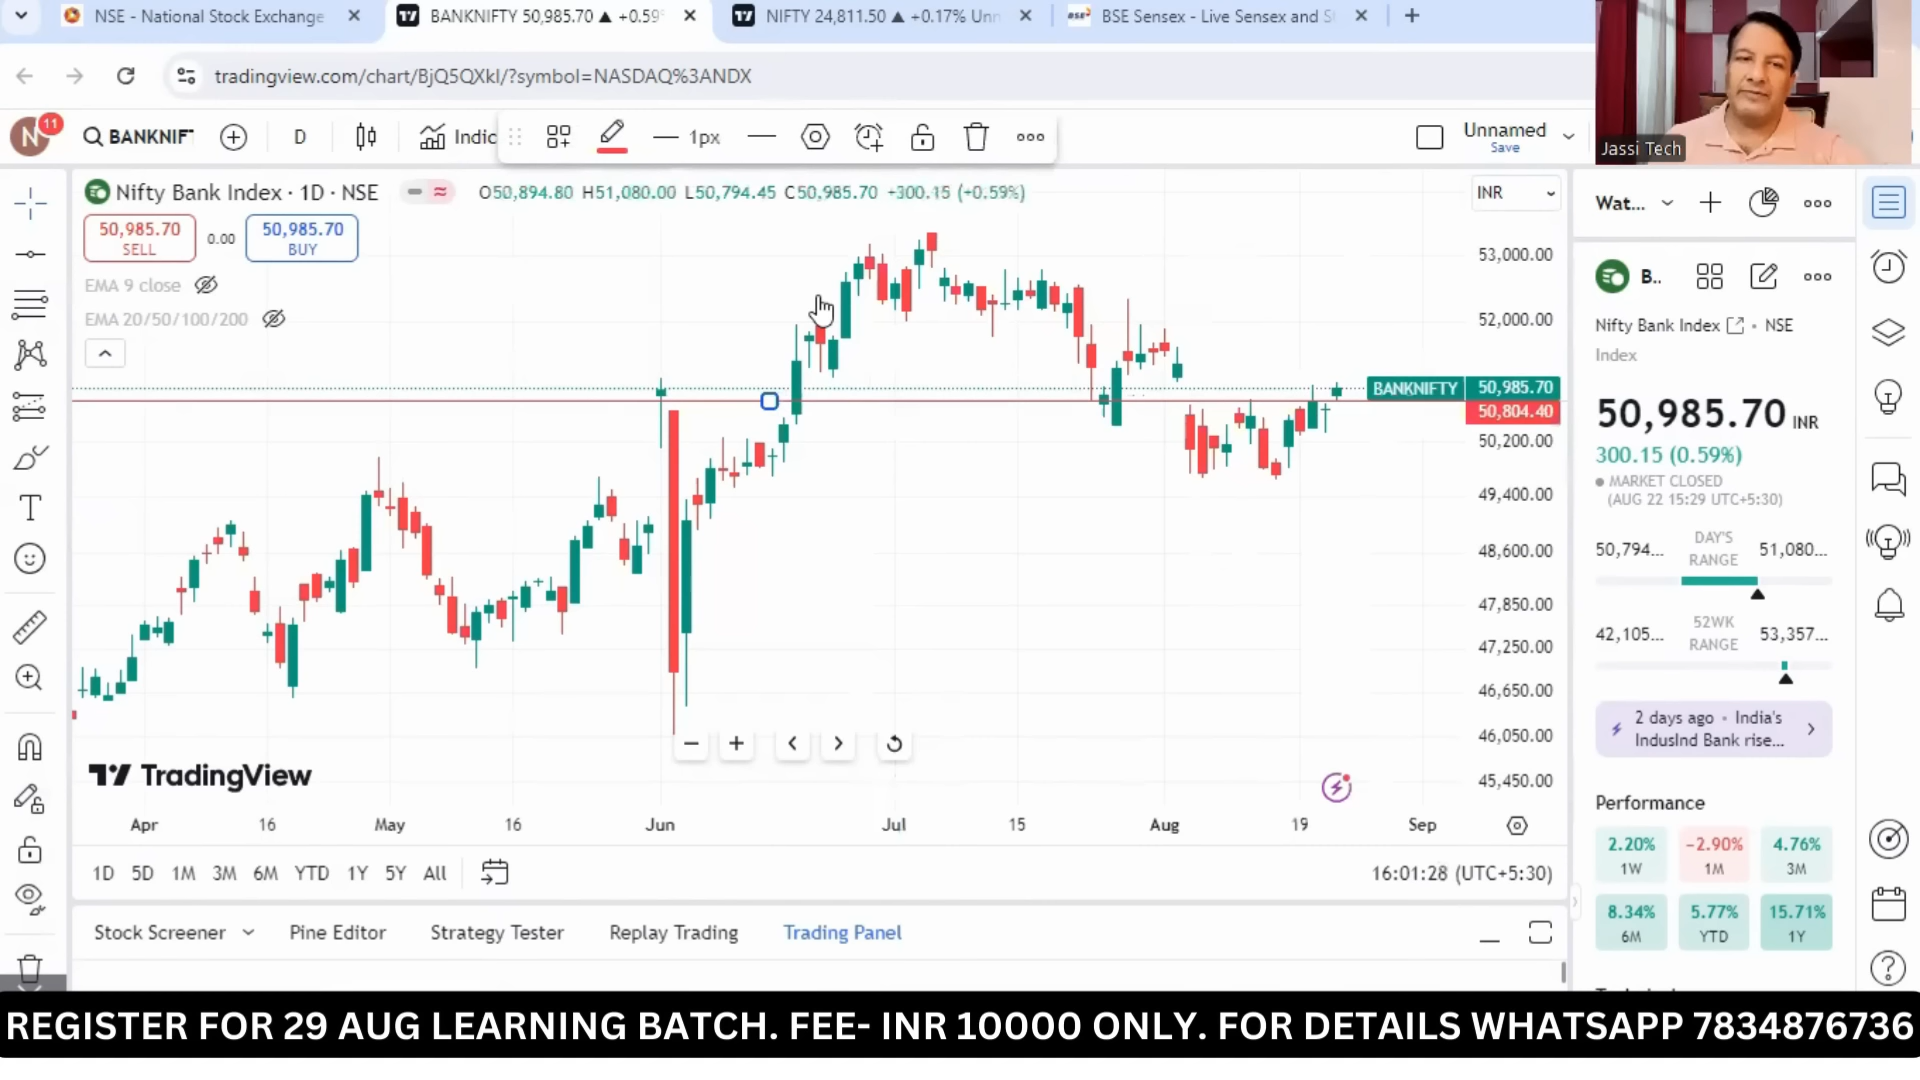 NSE - National Stock Exchange
BANKNIFTY 50,985.70 ▲ +0.59
NIFTY 24,811.50 ▲ +0.17% Unn
BSE Sensex - Live Sensex and S
tradingview.com/chart/BjQ5QXkI/?symbol=NASDAQ%3ANDX
Jassi Tech
N
11
BANKNIF
D
Indic
1px
Unnamed
Save
Nifty Bank Index · 1D · NSE
O50,894.80 H51,080.00 L50,794.45 C50,985.70 +300.15 (+0.59%)
INR
50,985.70
SELL
0.00
50,985.70
BUY
EMA 9 close
EMA 20/50/100/200
53,000.00
52,000.00
BANKNIFTY
50,985.70
50,804.40
50,200.00
49,400.00
48,600.00
47,850.00
47,250.00
46,650.00
46,050.00
45,450.00
TradingView
Apr
16
May
16
Jun
Jul
15
Aug
19
Sep
1D 5D 1M 3M 6M YTD 1Y 5Y All
16:01:28 (UTC+5:30)
Stock Screener
Pine Editor
Strategy Tester
Replay Trading
Trading Panel
Wat...
B..
Nifty Bank Index • NSE
Index
50,985.70 INR
300.15 (0.59%)
MARKET CLOSED
(AUG 22 15:29 UTC+5:30)
50,794...
DAY'S
RANGE
51,080...
42,105...
52WK
RANGE
53,357...
2 days ago • India's
IndusInd Bank rise...
Performance
2.20%
1W
−2.90%
1M
4.76%
3M
8.34%
6M
5.77%
YTD
15.71%
1Y
REGISTER FOR 29 AUG LEARNING BATCH. FEE- INR 10000 ONLY. FOR DETAILS WHATSAPP 7834876736